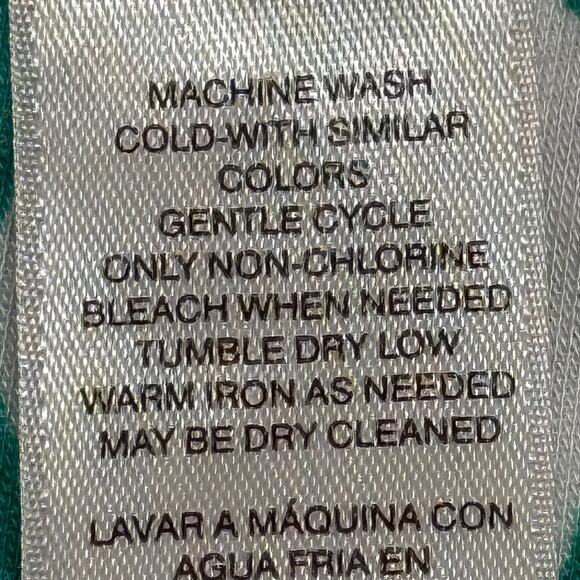 MACHINE WASH
COLD-WITH SIMILAR
COLORS
GENTLE CYCLE
ONLY NON-CHLORINE
BLEACH WHEN NEEDED
TUMBLE DRY LOW
WARM IRON AS NEEDED
MAY BE DRY CLEANED
LAVAR A MÁQUINA CON
AGUA FRIA EN